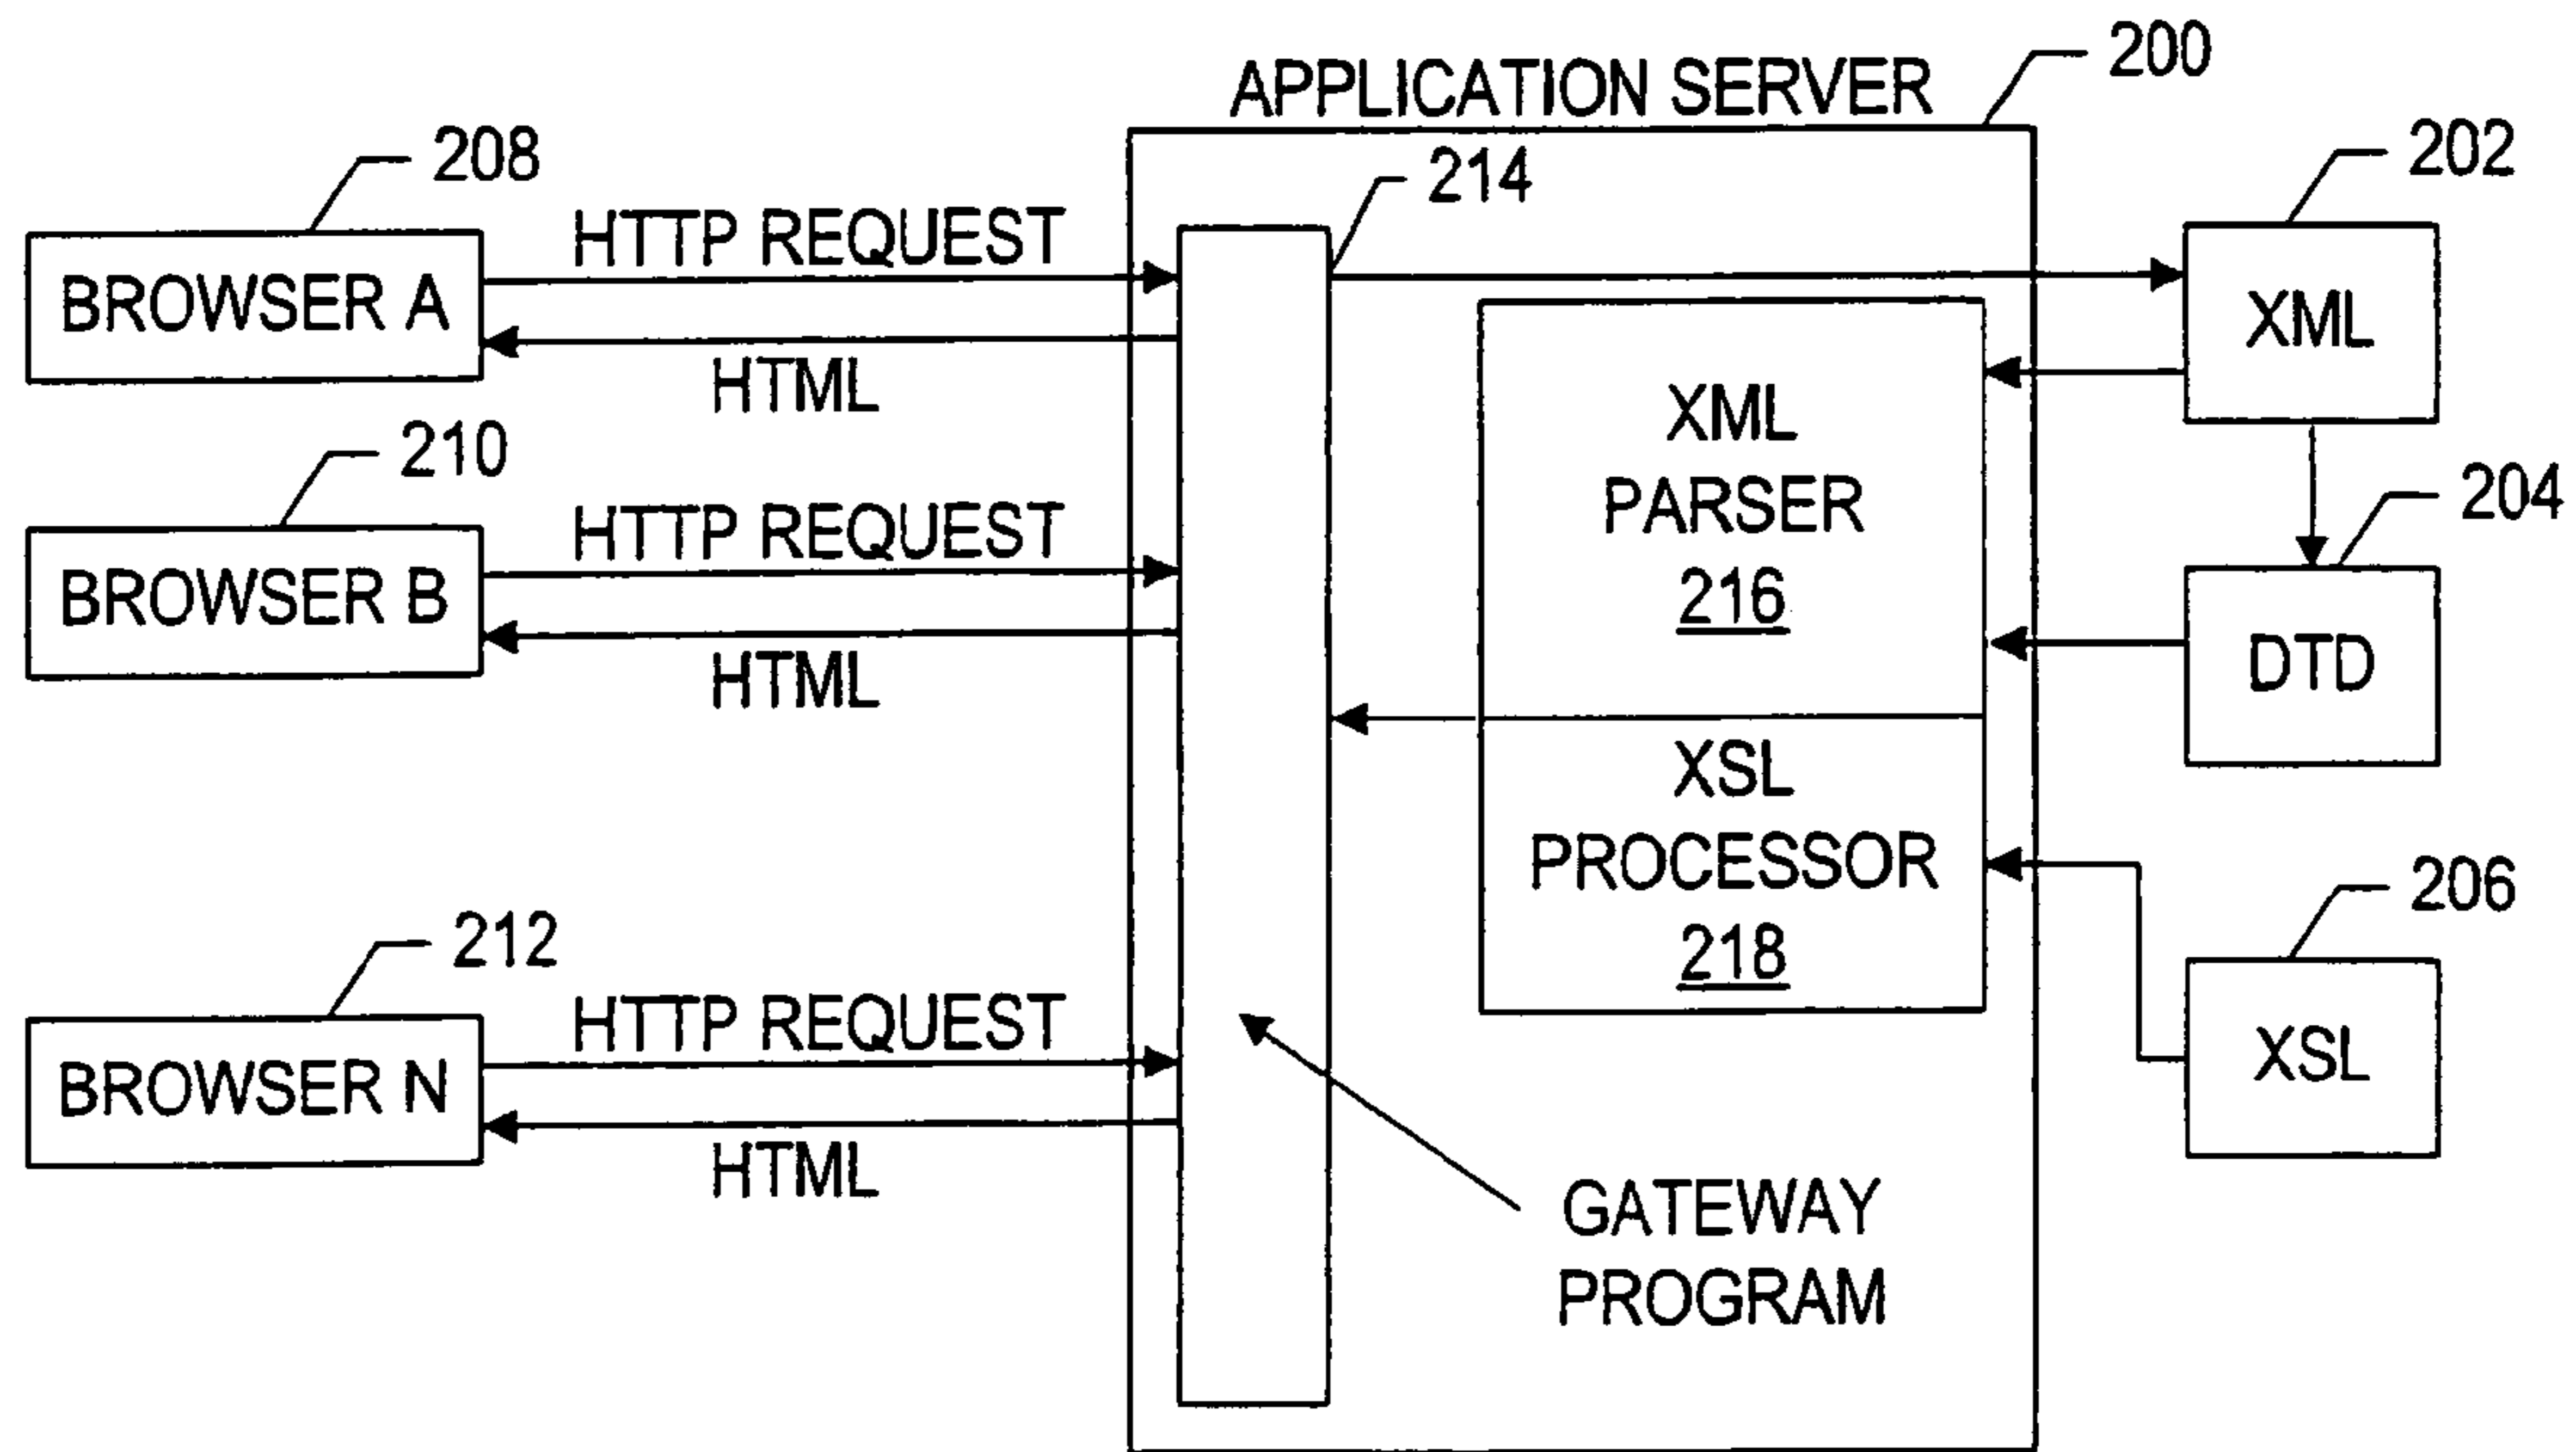 200
APPLICATION SERVER
208
214
202
HTTP REQUEST
BROWSER A
XML
HTML
XML
PARSER
216
210
204
HTTP REQUEST
BROWSER B
DTD
HTML
XSL
PROCESSOR
218
206
212
HTTP REQUEST
BROWSER N
XSL
HTML
GATEWAY
PROGRAM